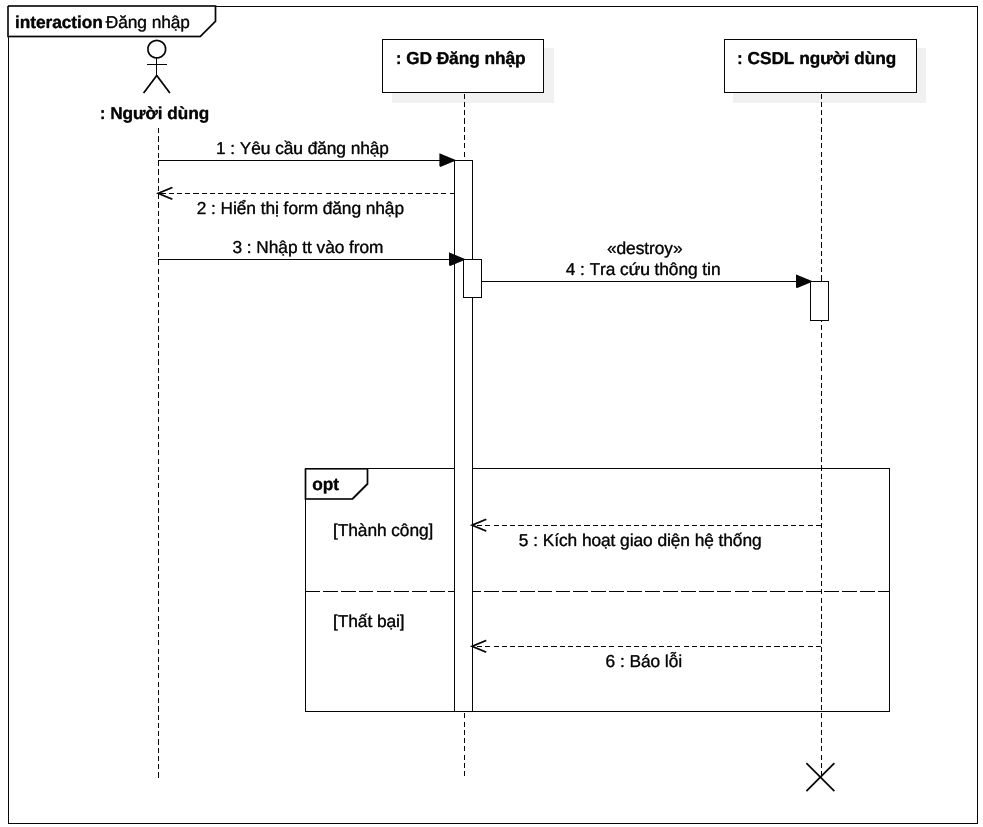 interaction Đăng nhập
: GD Đăng nhập
: CSDL người dùng
: Người dùng
1 : Yêu cầu đăng nhập
2 : Hiển thị form đăng nhập
3 : Nhập tt vào from
«destroy»
4 : Tra cứu thông tin
opt
[Thành công]
5 : Kích hoạt giao diện hệ thống
[Thất bại]
6 : Báo lỗi